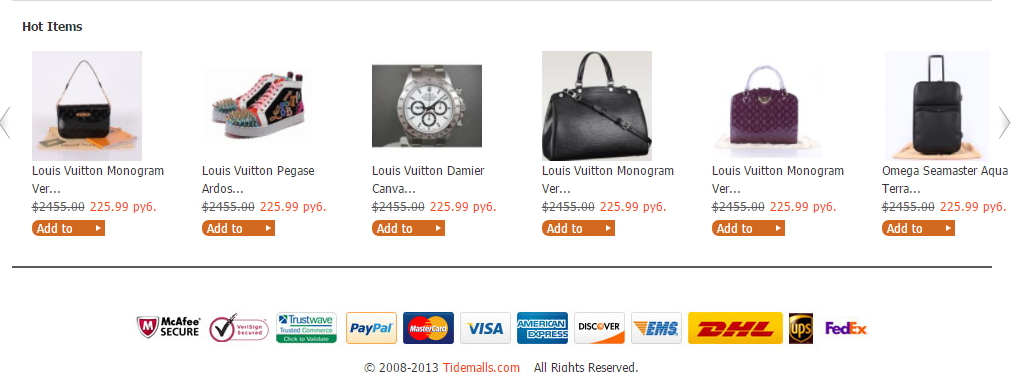 Hot Items
Louis Vuitton Monogram
Ver...
$2455.00 225.99 руб.
Add to
Louis Vuitton Pegase
Ardos...
$2455.00 225.99 руб.
Add to
Louis Vuitton Damier
Canva...
$2455.00 225.99 руб.
Add to
Louis Vuitton Monogram
Ver...
$2455.00 225.99 руб.
Add to
Louis Vuitton Monogram
Ver...
$2455.00 225.99 руб.
Add to
Omega Seamaster Aqua
Terra...
$2455.00 225.99 руб.
Add to
McAfee
SECURE
VeriSign
Secured
Trustwave
Trusted Commerce
Click to Validate
PayPal
MasterCard
VISA
AMERICAN
EXPRESS
DISCOVER
EMS
DHL
ups
FedEx
© 2008-2013 Tidemalls.com All Rights Reserved.